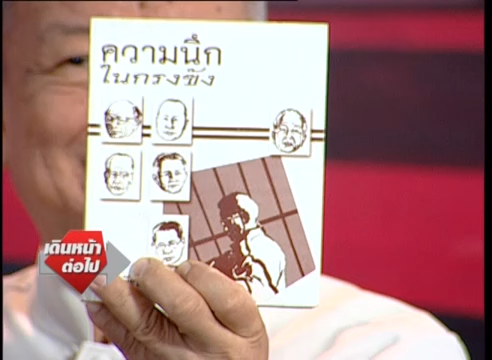 ความนึก
ในกรงขัง
เดินหน้า
ต่อไป